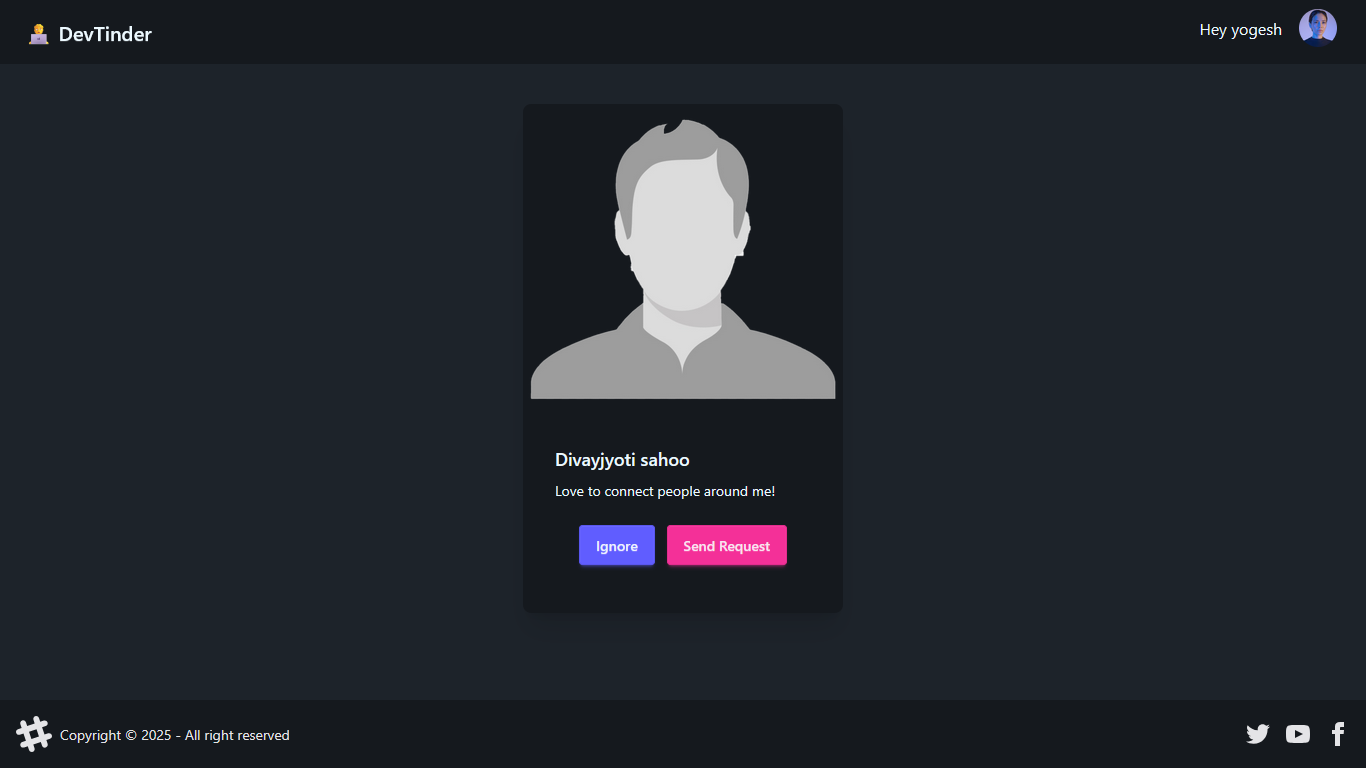 DevTinder
Hey yogesh
Divayjyoti sahoo
Love to connect people around me!
Ignore
Send Request
Copyright © 2025 - All right reserved